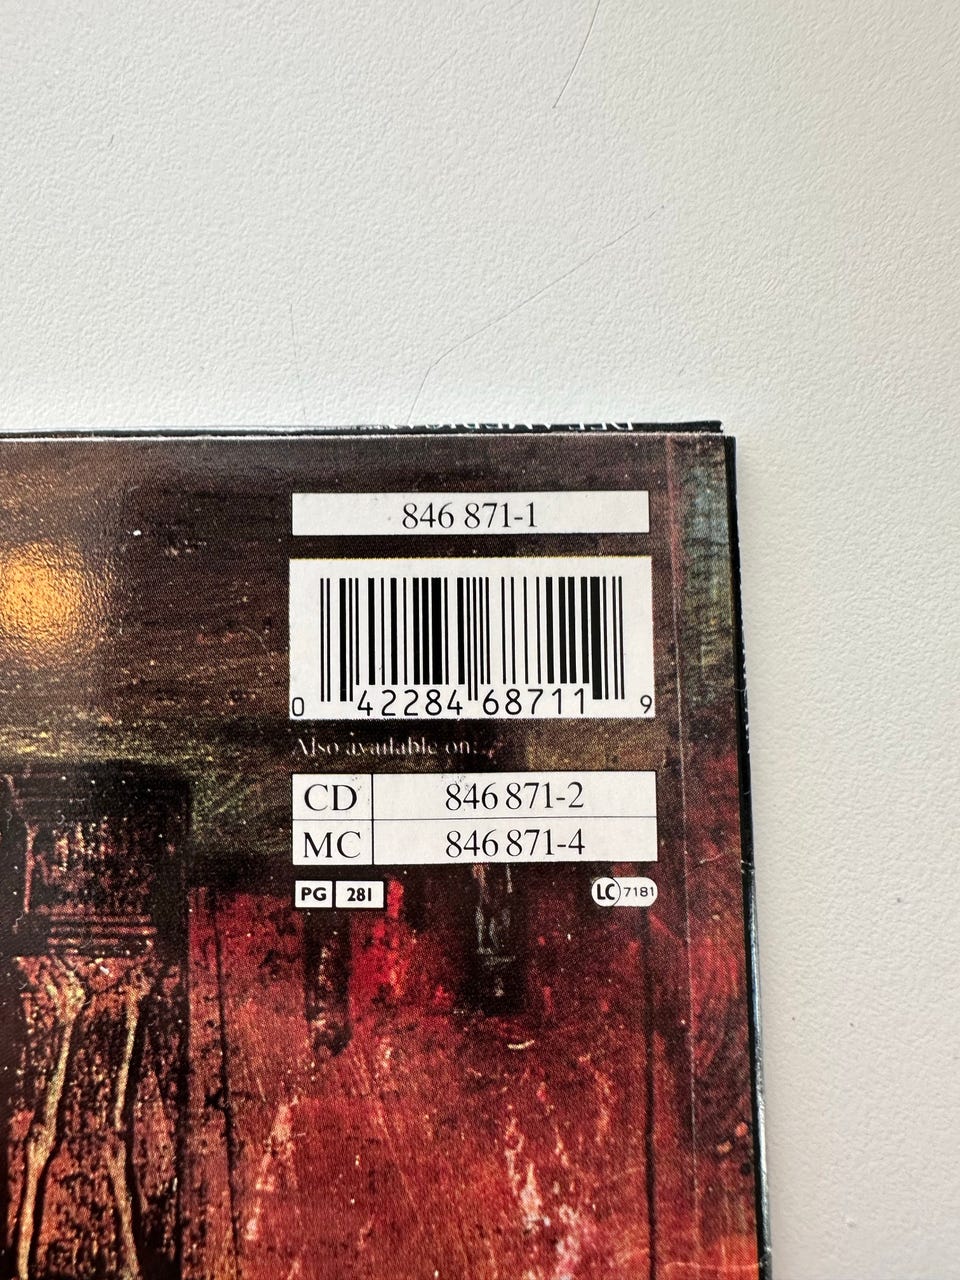 846 871-1
0 42284 68711 9
Also available on:
CD 846 871-2
MC 846 871-4
PG 281
LC 7181